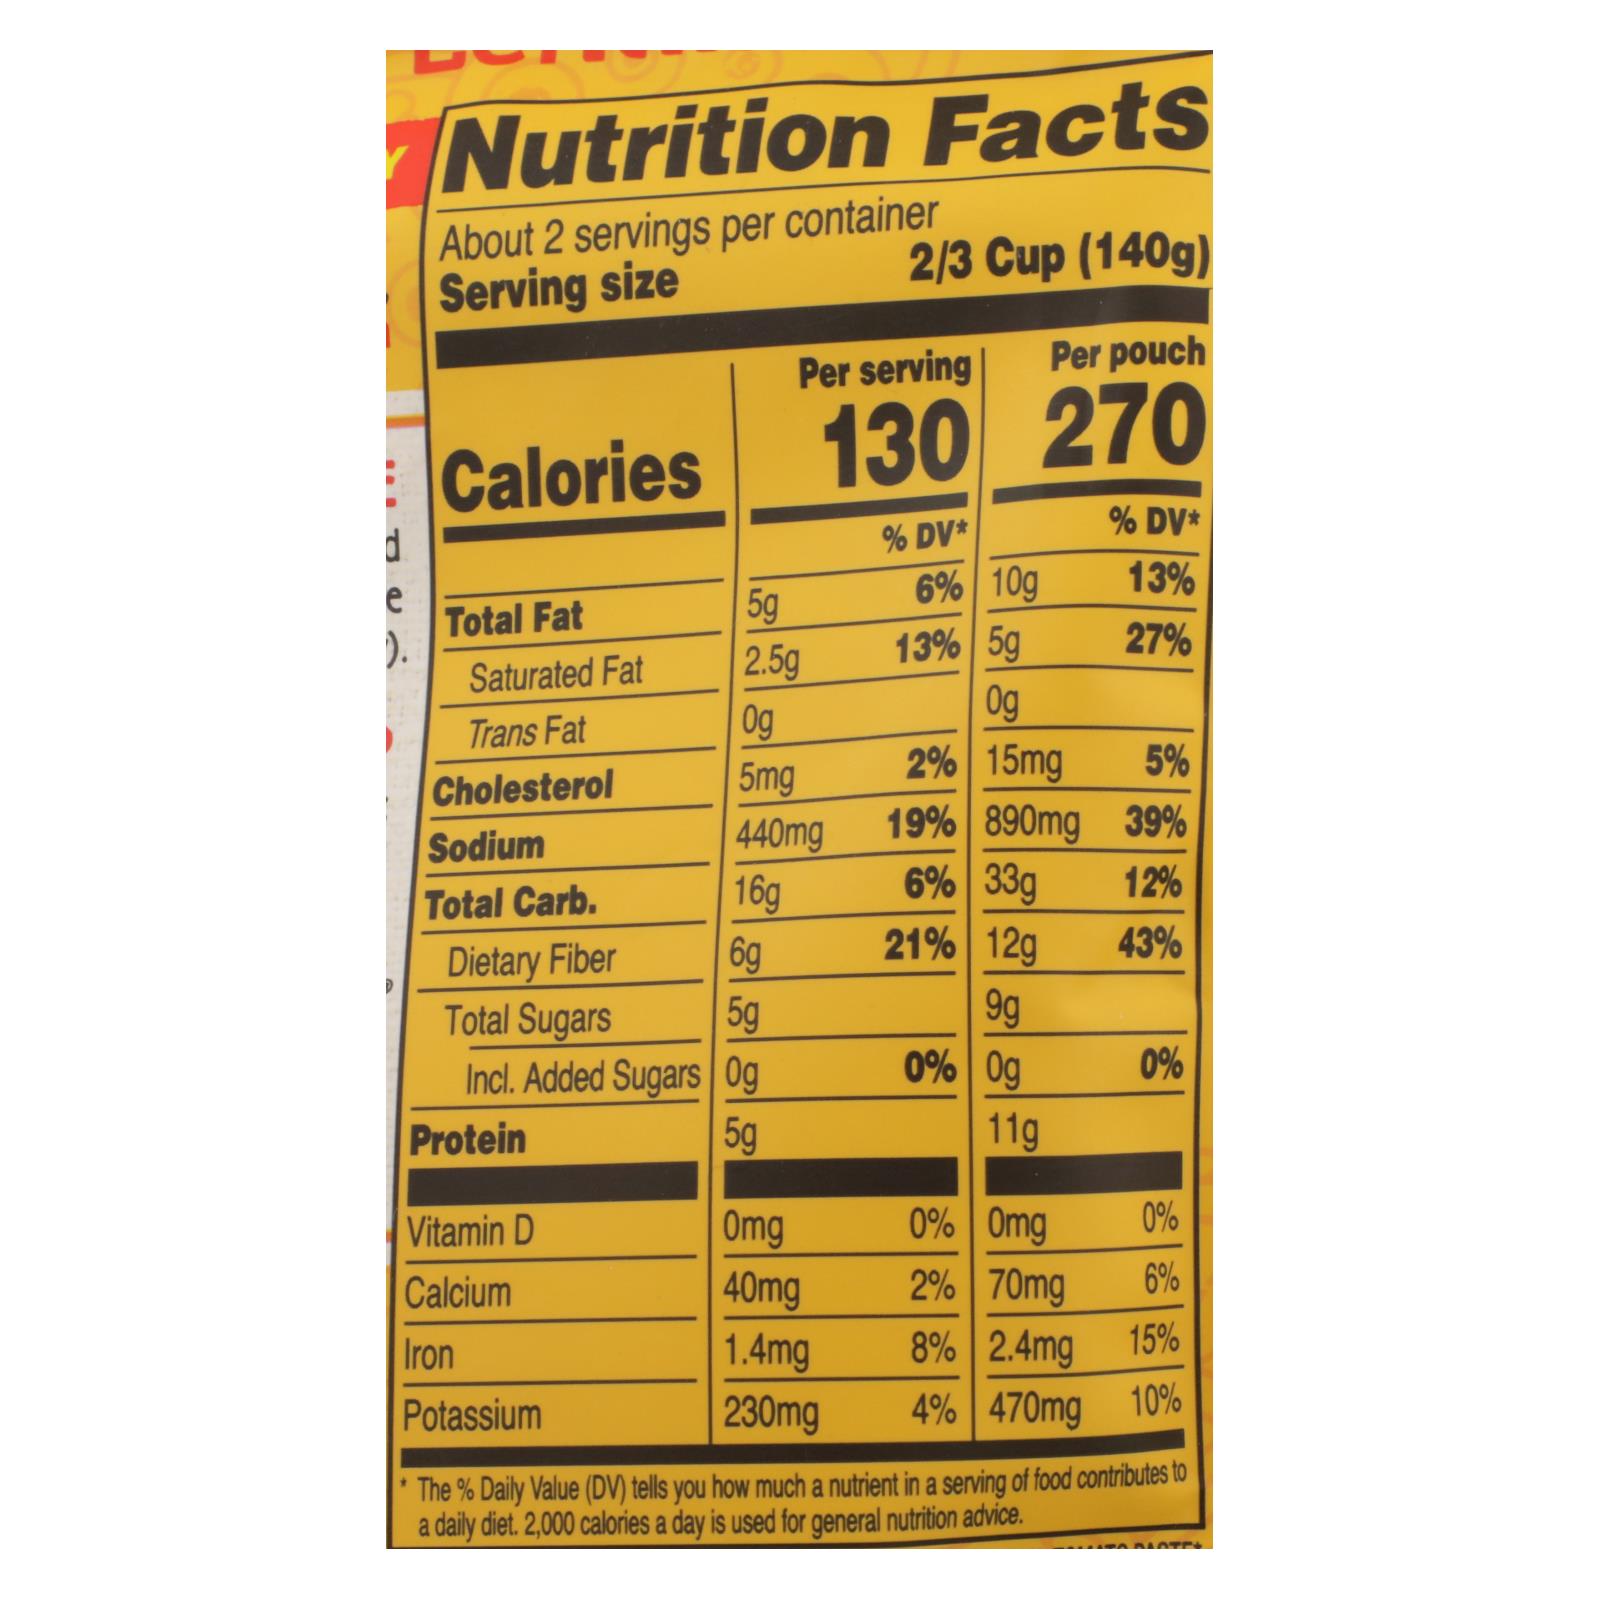 Nutrition Facts
About 2 servings per container
Serving size 2/3 Cup (140g)
Per serving Per pouch
Calories 130 270
% DV* % DV*
Total Fat 5g 6% 10g 13%
Saturated Fat 2.5g 13% 5g 27%
Trans Fat 0g 0g
Cholesterol 5mg 2% 15mg 5%
Sodium 440mg 19% 890mg 39%
Total Carb. 16g 6% 33g 12%
Dietary Fiber 6g 21% 12g 43%
Total Sugars 5g 9g
Incl. Added Sugars 0g 0% 0g 0%
Protein 5g 11g
Vitamin D 0mg 0% 0mg 0%
Calcium 40mg 2% 70mg 6%
Iron 1.4mg 8% 2.4mg 15%
Potassium 230mg 4% 470mg 10%
* The % Daily Value (DV) tells you how much a nutrient in a serving of food contributes to
a daily diet. 2,000 calories a day is used for general nutrition advice.